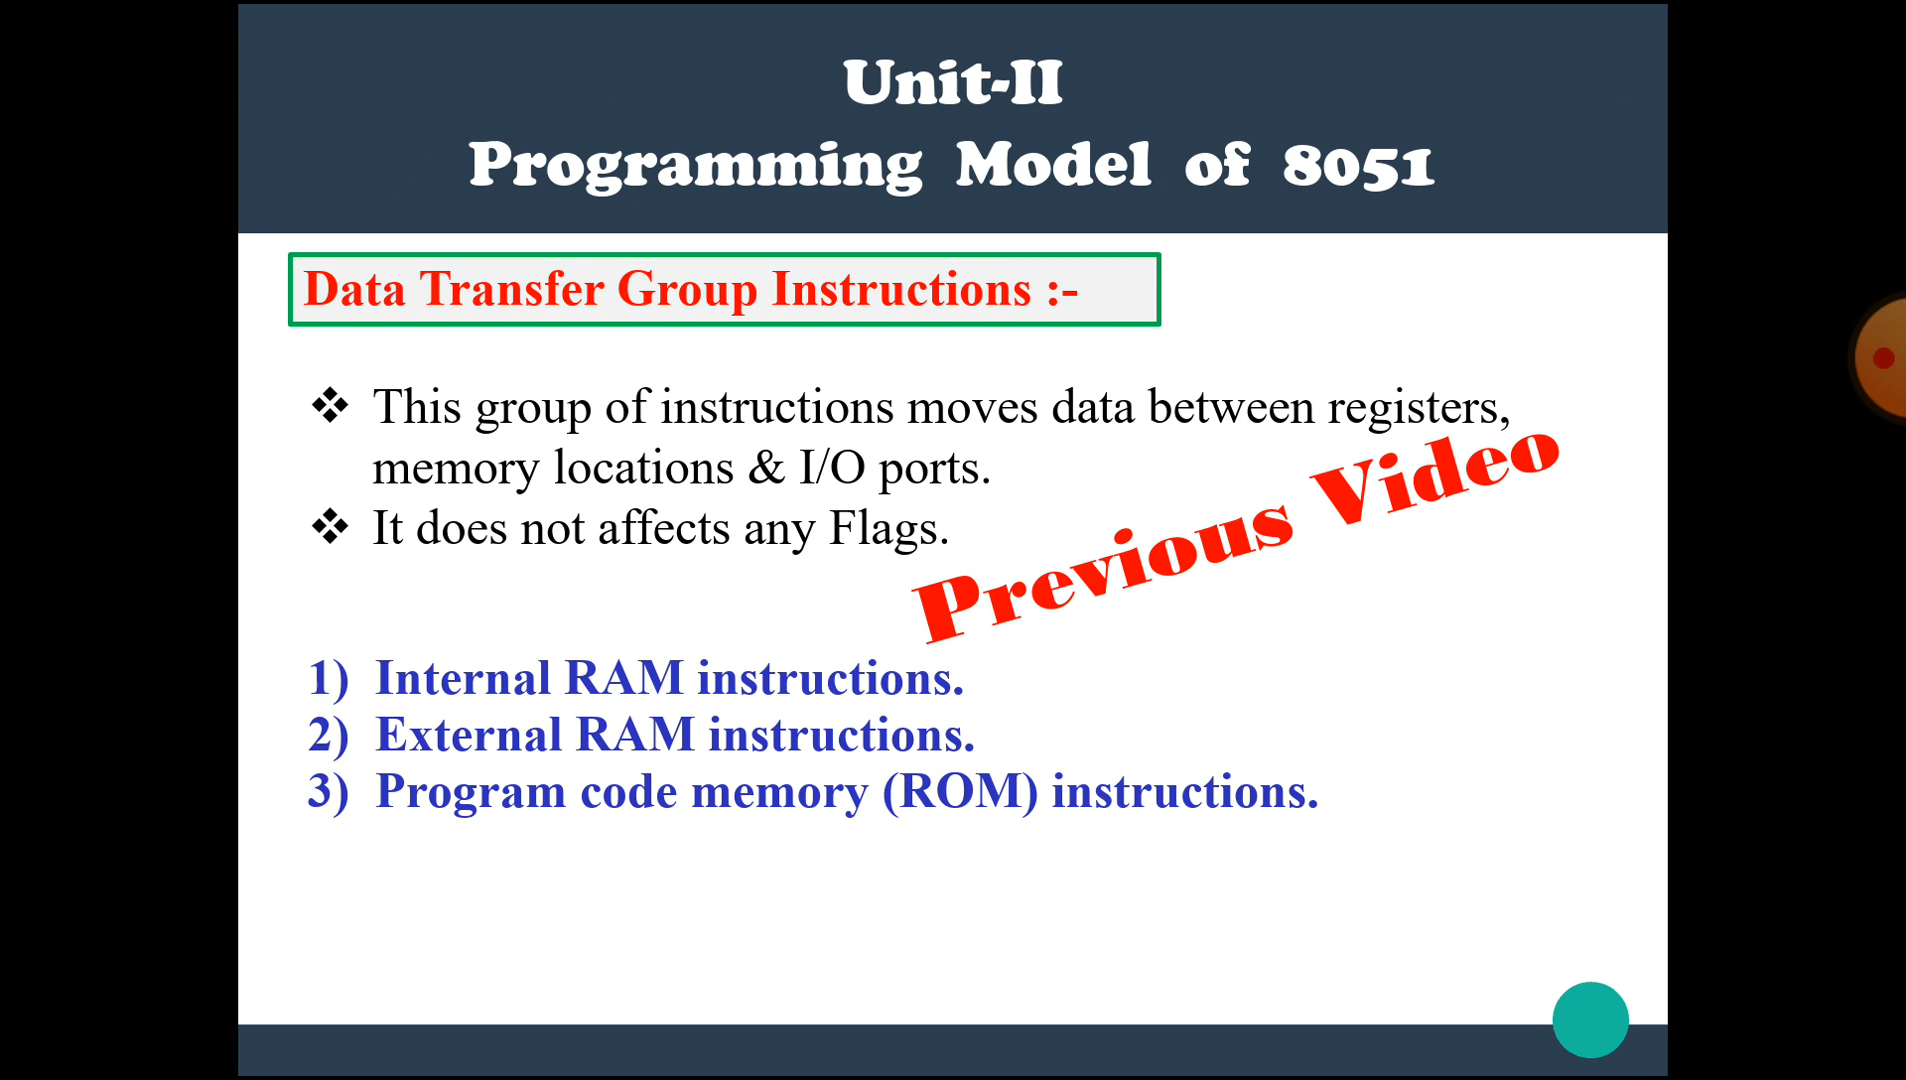 Unit-II
Programming Model of 8051
Data Transfer Group Instructions :-
❖ This group of instructions moves data between registers,
memory locations & I/O ports.
❖ It does not affects any Flags.
Previous Video
1) Internal RAM instructions.
2) External RAM instructions.
3) Program code memory (ROM) instructions.